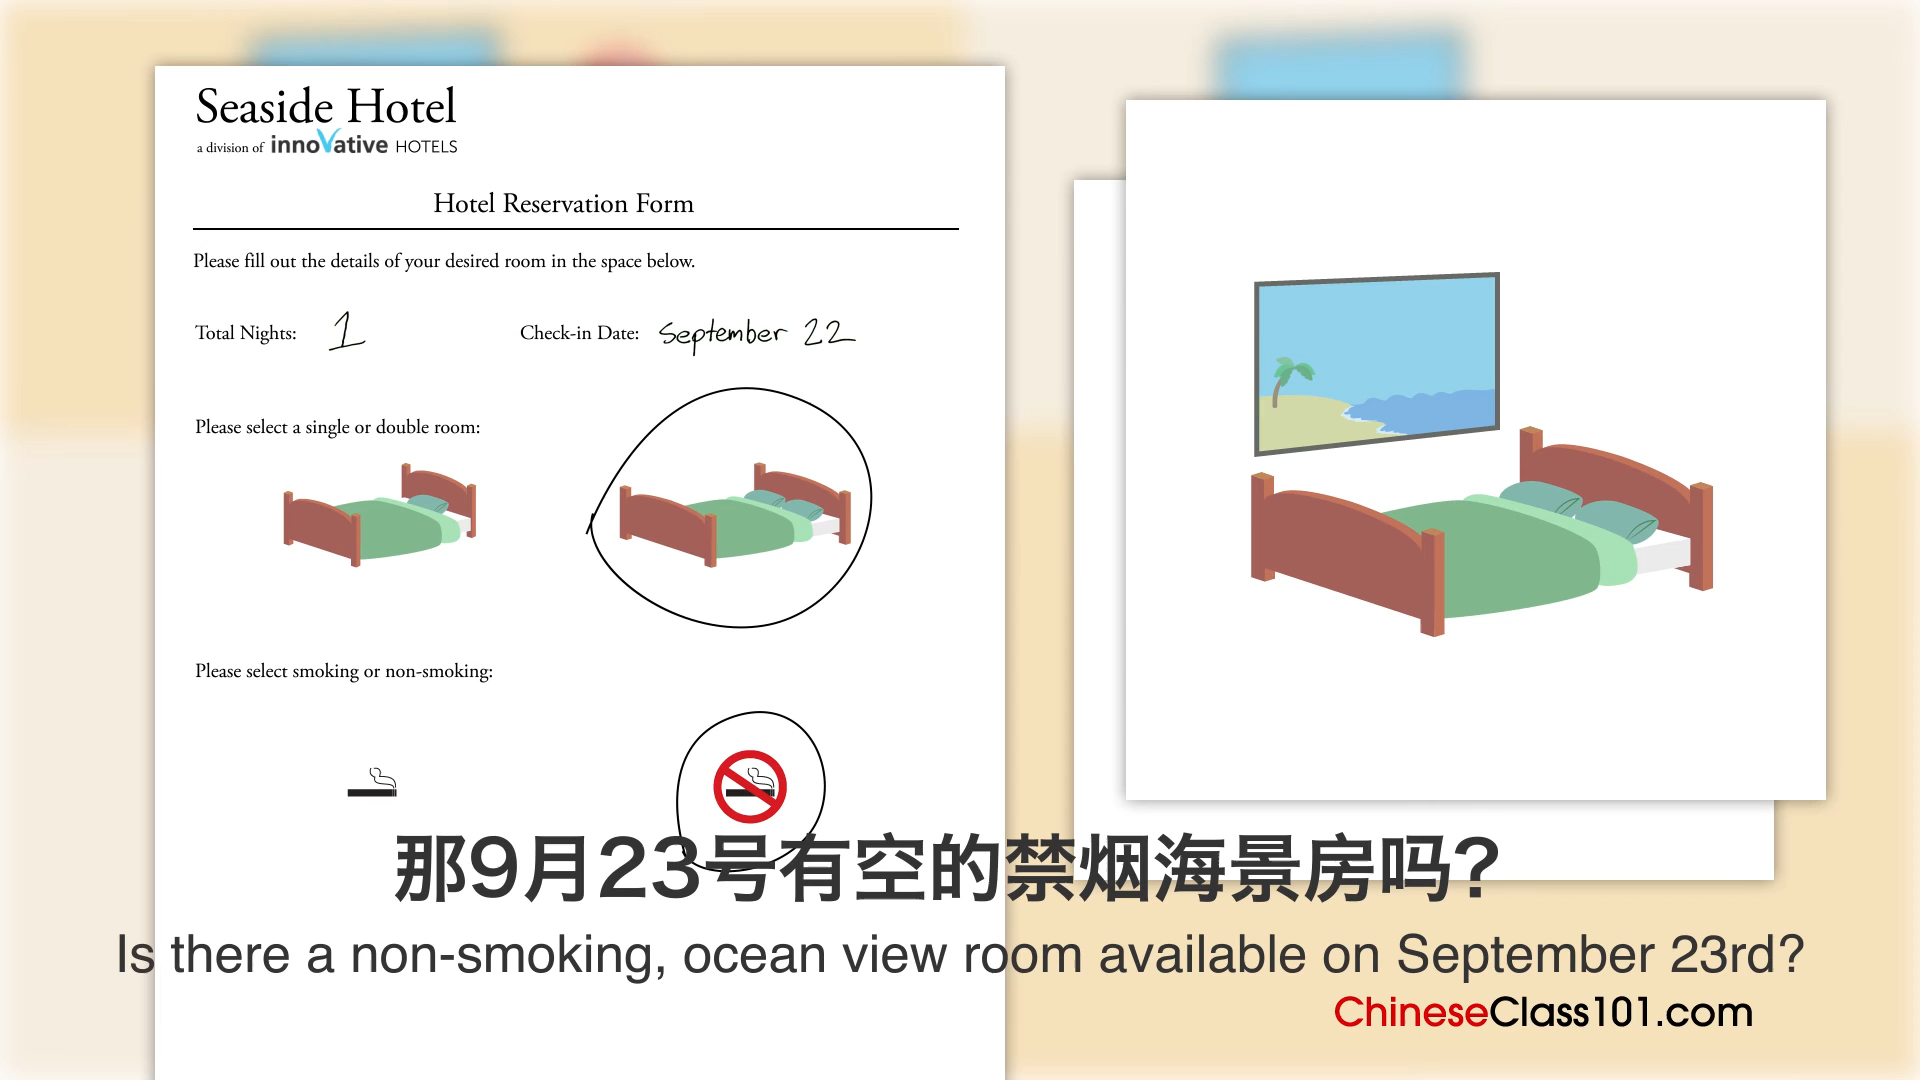 Seaside Hotel
a division of innovative HOTELS
Hotel Reservation Form
Please fill out the details of your desired room in the space below.
Total Nights: 1 Check-in Date: September 22
Please select a single or double room:
Please select smoking or non-smoking:
那9月23号有空的禁烟海景房吗?
Is there a non-smoking, ocean view room available on September 23rd?
ChineseClass101.com